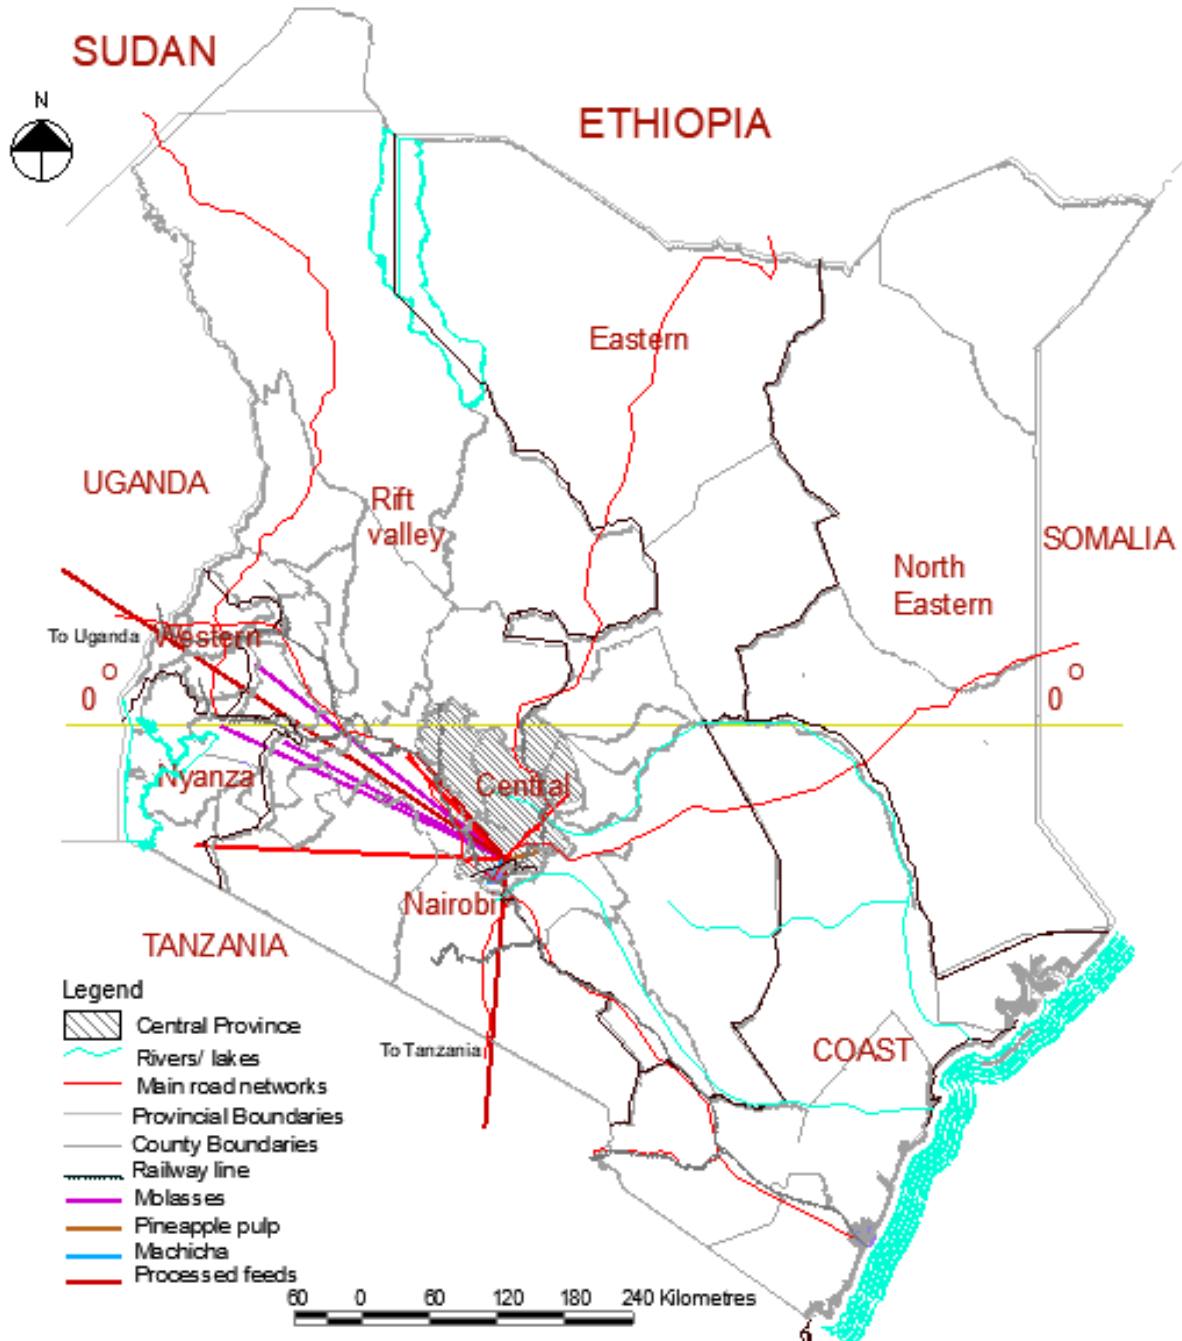 SUDAN
N
ETHIOPIA
Eastern
UGANDA
Rift
valley
SOMALIA
North
Eastern
To Uganda
Western
0°
0°
Nyanza
Central
Nairobi
TANZANIA
Legend
Central Province
Rivers/ lakes
To Tanzania
COAST
Main road networks
Provincial Boundaries
County Boundaries
Railway line
Molasses
Pineapple pulp
Machicha
Processed feeds
60 0 60 120 180 240 Kilometres